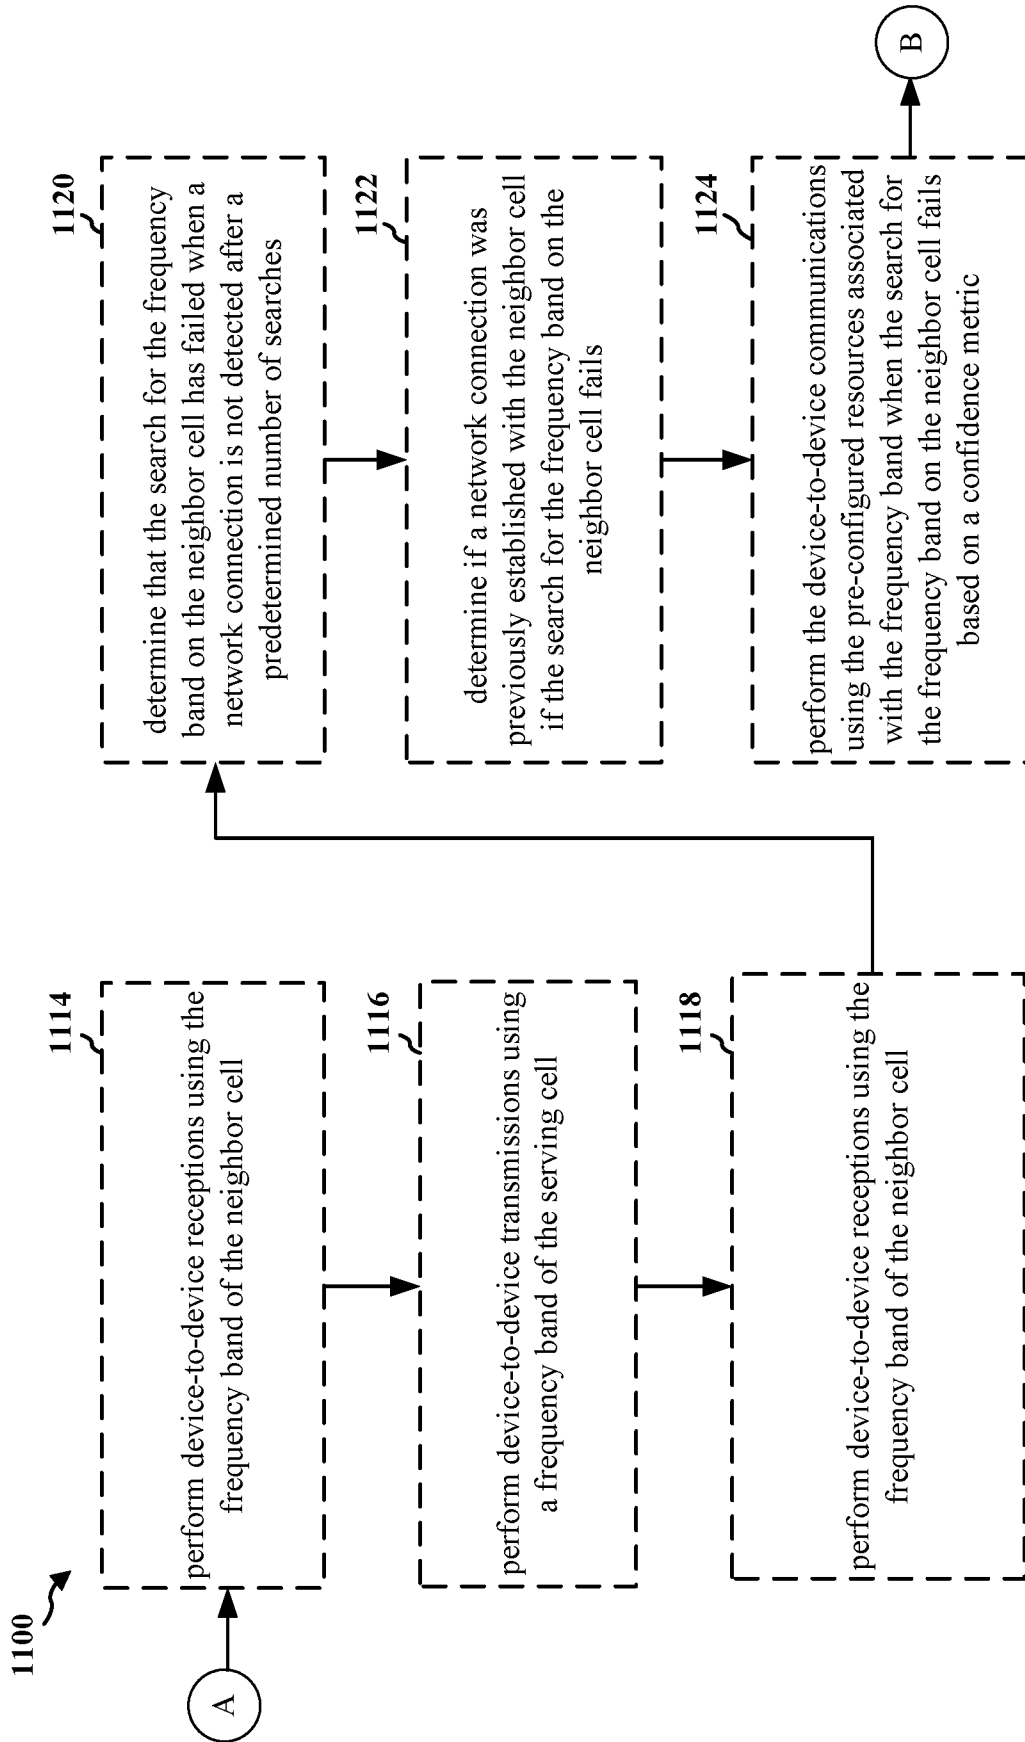 1100
A
1114
perform device-to-device receptions using the
frequency band of the neighbor cell
1116
perform device-to-device transmissions using
a frequency band of the serving cell
1118
perform device-to-device receptions using the
frequency band of the neighbor cell
1120
determine that the search for the frequency
band on the neighbor cell has failed when a
network connection is not detected after a
predetermined number of searches
1122
determine if a network connection was
previously established with the neighbor cell
if the search for the frequency band on the
neighbor cell fails
1124
perform the device-to-device communications
using the pre-configured resources associated
with the frequency band when the search for
the frequency band on the neighbor cell fails
based on a confidence metric
B